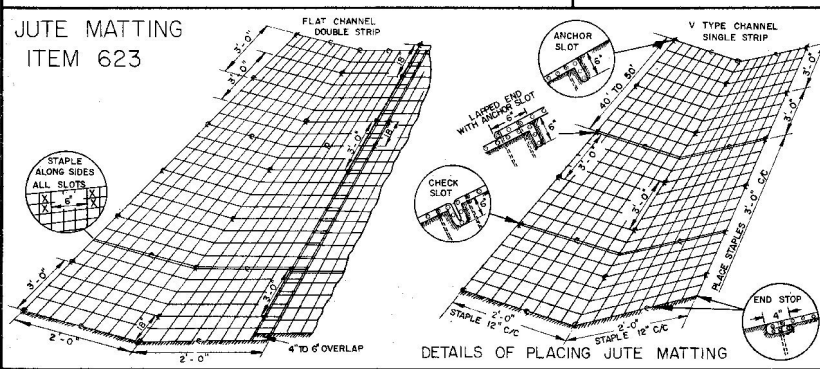 JUTE MATTING
ITEM 623
FLAT CHANNEL
DOUBLE STRIP
3'-0"
3'-0"
18"
18"
3'-0"
STAPLE
ALONG SIDES
ALL SLOTS
X X
X X
6"
3'-0"
3'-0"
18"
2'-0"
2'-0"
4" TO 6" OVERLAP
V TYPE CHANNEL
SINGLE STRIP
ANCHOR
SLOT
6"
40' TO 50'
LAPPED END
WITH ANCHOR SLOT
6"
6"
3'-0"
3'-0"
3'-0"
3'-0"
CHECK
SLOT
6"
PLACE STAPLES 3'-0" C/C
END STOP
4"
2'-0"
STAPLE 12" C/C
2'-0"
STAPLE 12" C/C
DETAILS OF PLACING JUTE MATTING